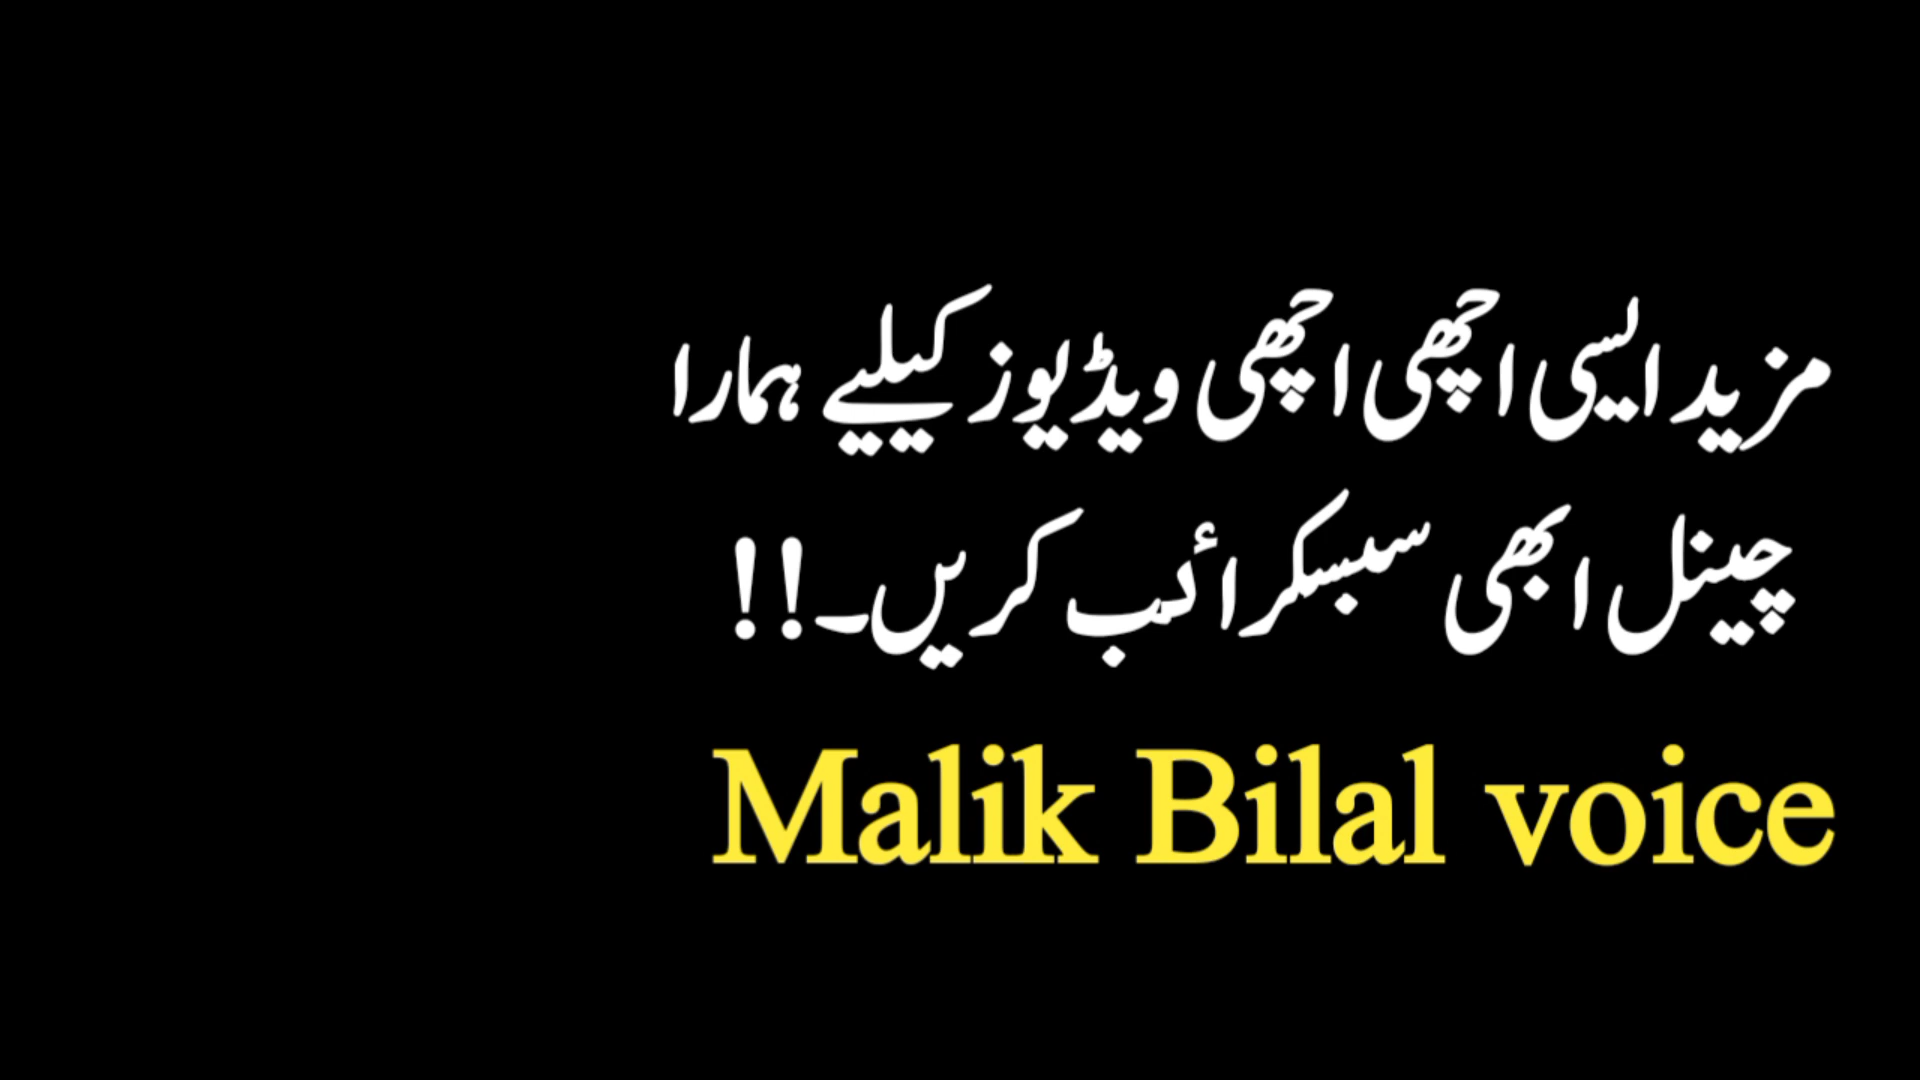 مزید ایسی اچھی اچھی ویڈیوز کیلیے ہمارا
چینل ابھی سبسکرائب کریں۔!!
Malik Bilal voice